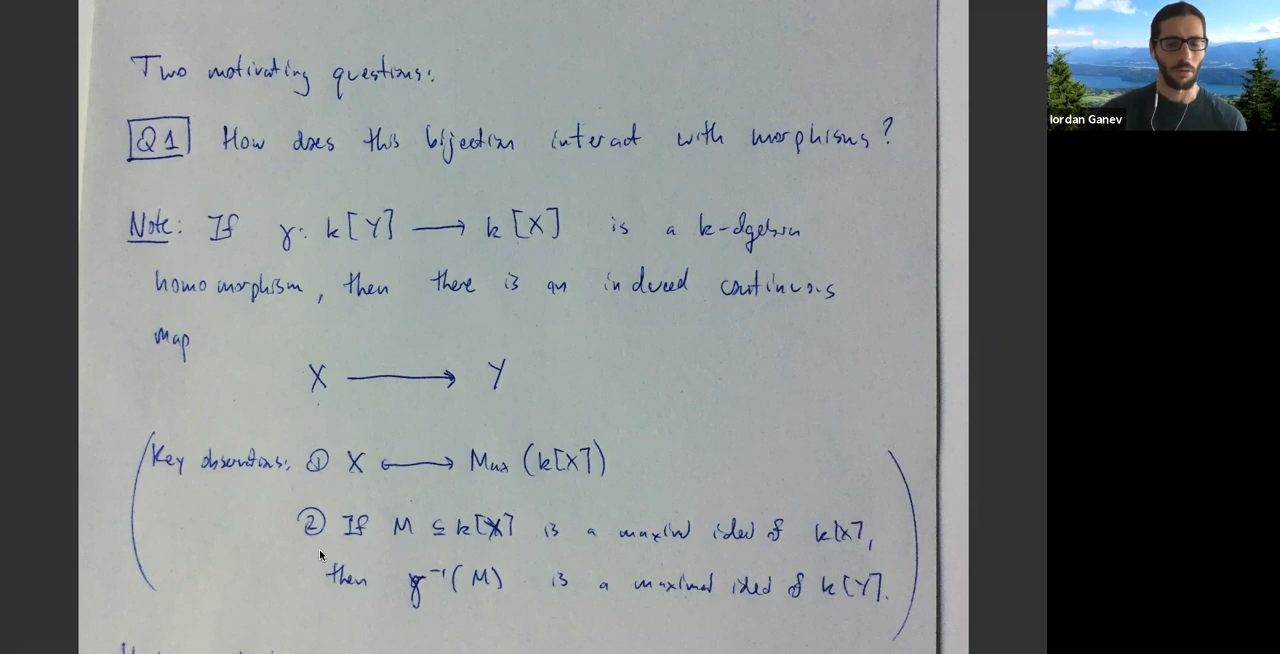 Two motivating questions:
Q1 How does this bijection interact with morphisms?
Note: If γ: k[Y] ⟶ k[X] is a k-algebra
homomorphism, then there is an induced continuous
map
X ⟶ Y
(Key observations: ① X ⟷ Max (k[X])
② If M ⊆ k[X] is a maximal ideal of k[X],
then γ⁻¹(M) is a maximal ideal of k[Y].)
Iordan Ganev